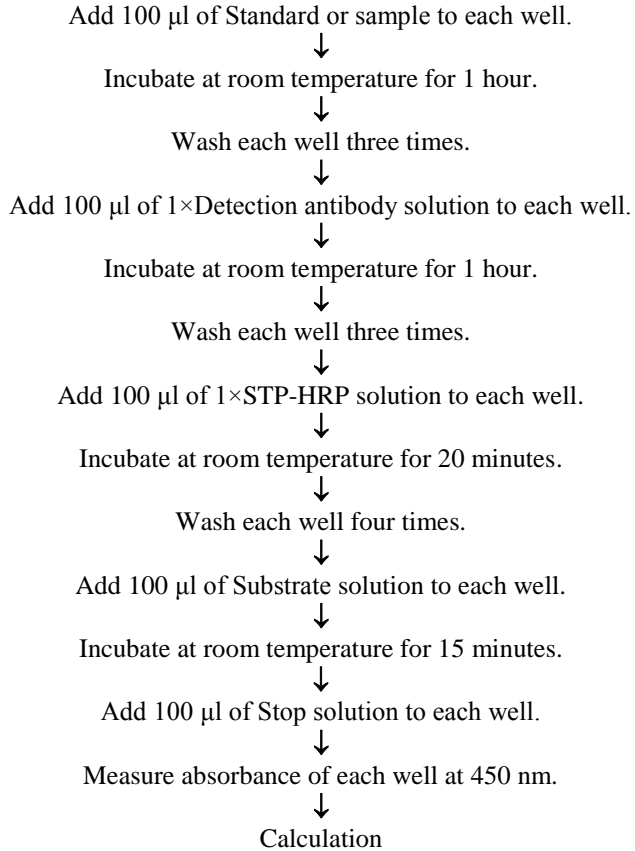 Add 100 μl of Standard or sample to each well.
↓
Incubate at room temperature for 1 hour.
↓
Wash each well three times.
↓
Add 100 μl of 1×Detection antibody solution to each well.
↓
Incubate at room temperature for 1 hour.
↓
Wash each well three times.
↓
Add 100 μl of 1×STP-HRP solution to each well.
↓
Incubate at room temperature for 20 minutes.
↓
Wash each well four times.
↓
Add 100 μl of Substrate solution to each well.
↓
Incubate at room temperature for 15 minutes.
↓
Add 100 μl of Stop solution to each well.
↓
Measure absorbance of each well at 450 nm.
↓
Calculation